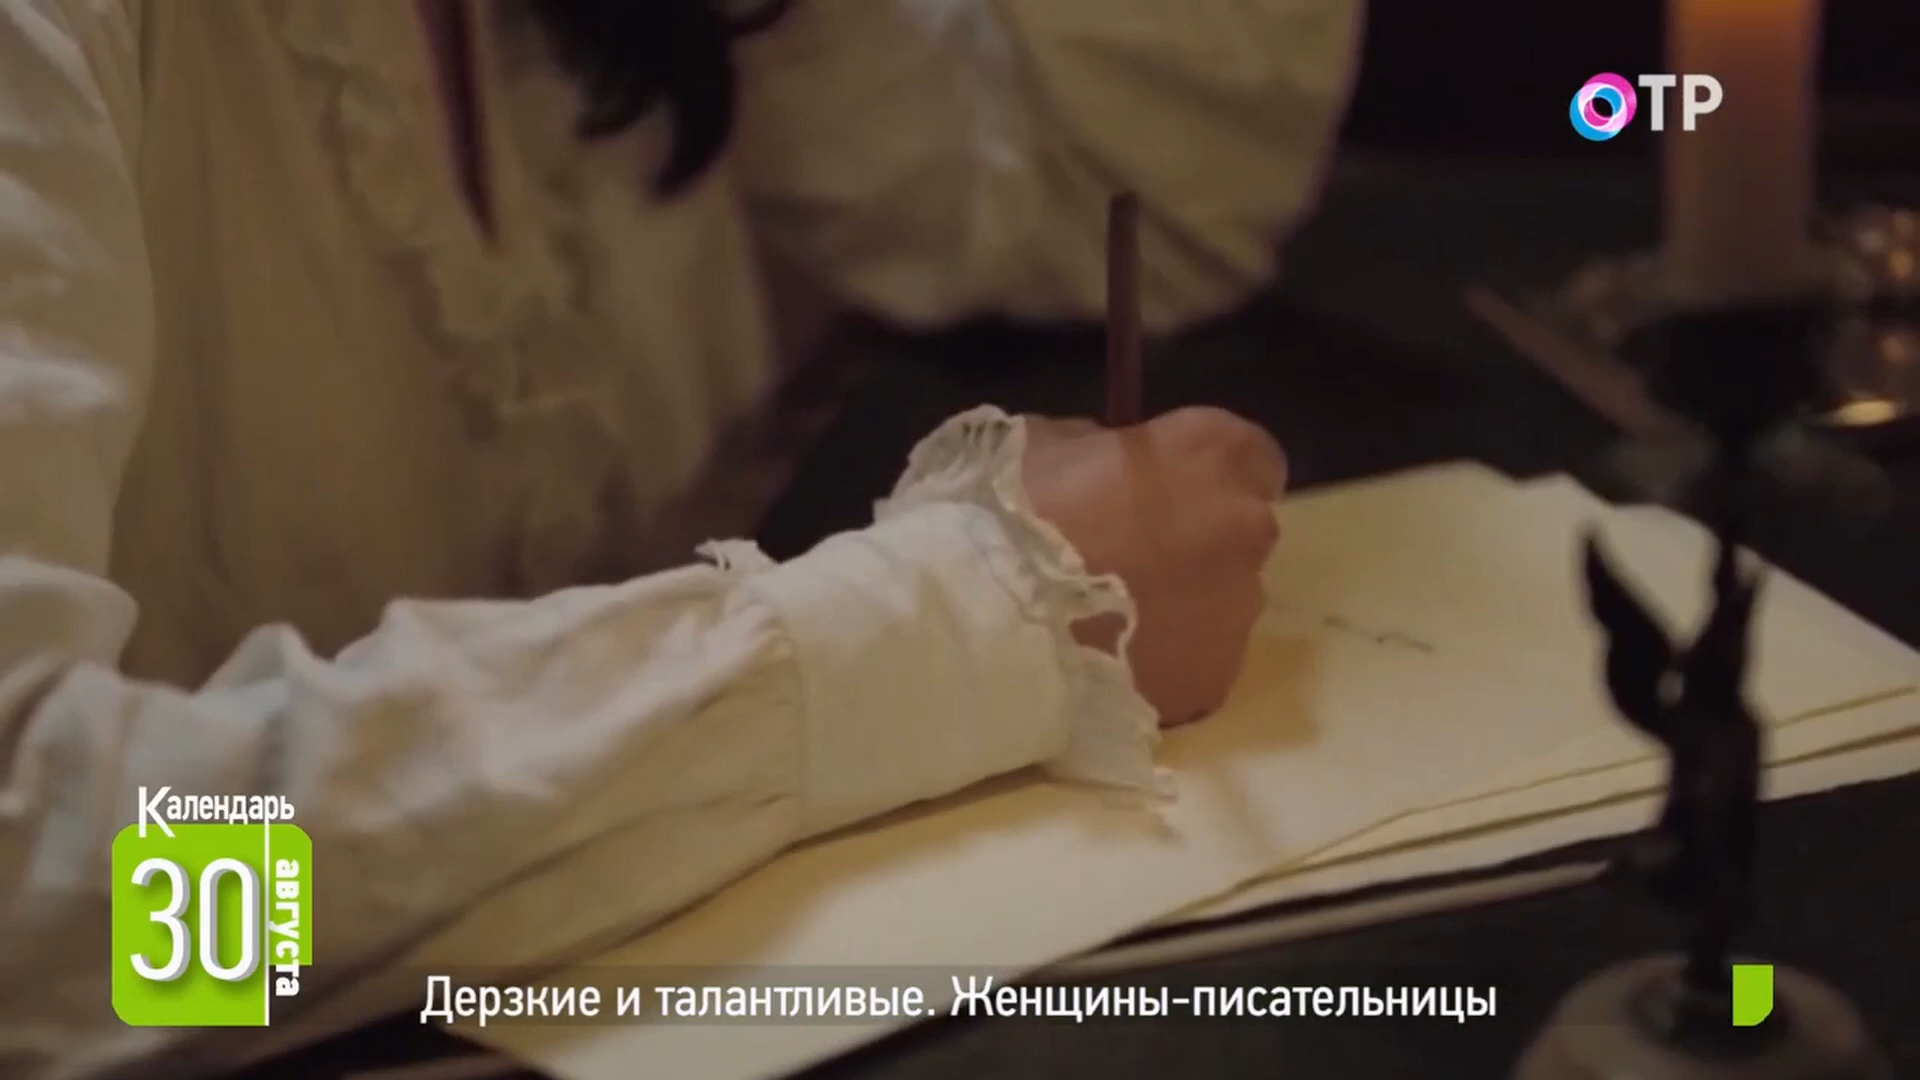 ОТР
Календарь
30
августа
Дерзкие и талантливые. Женщины-писательницы